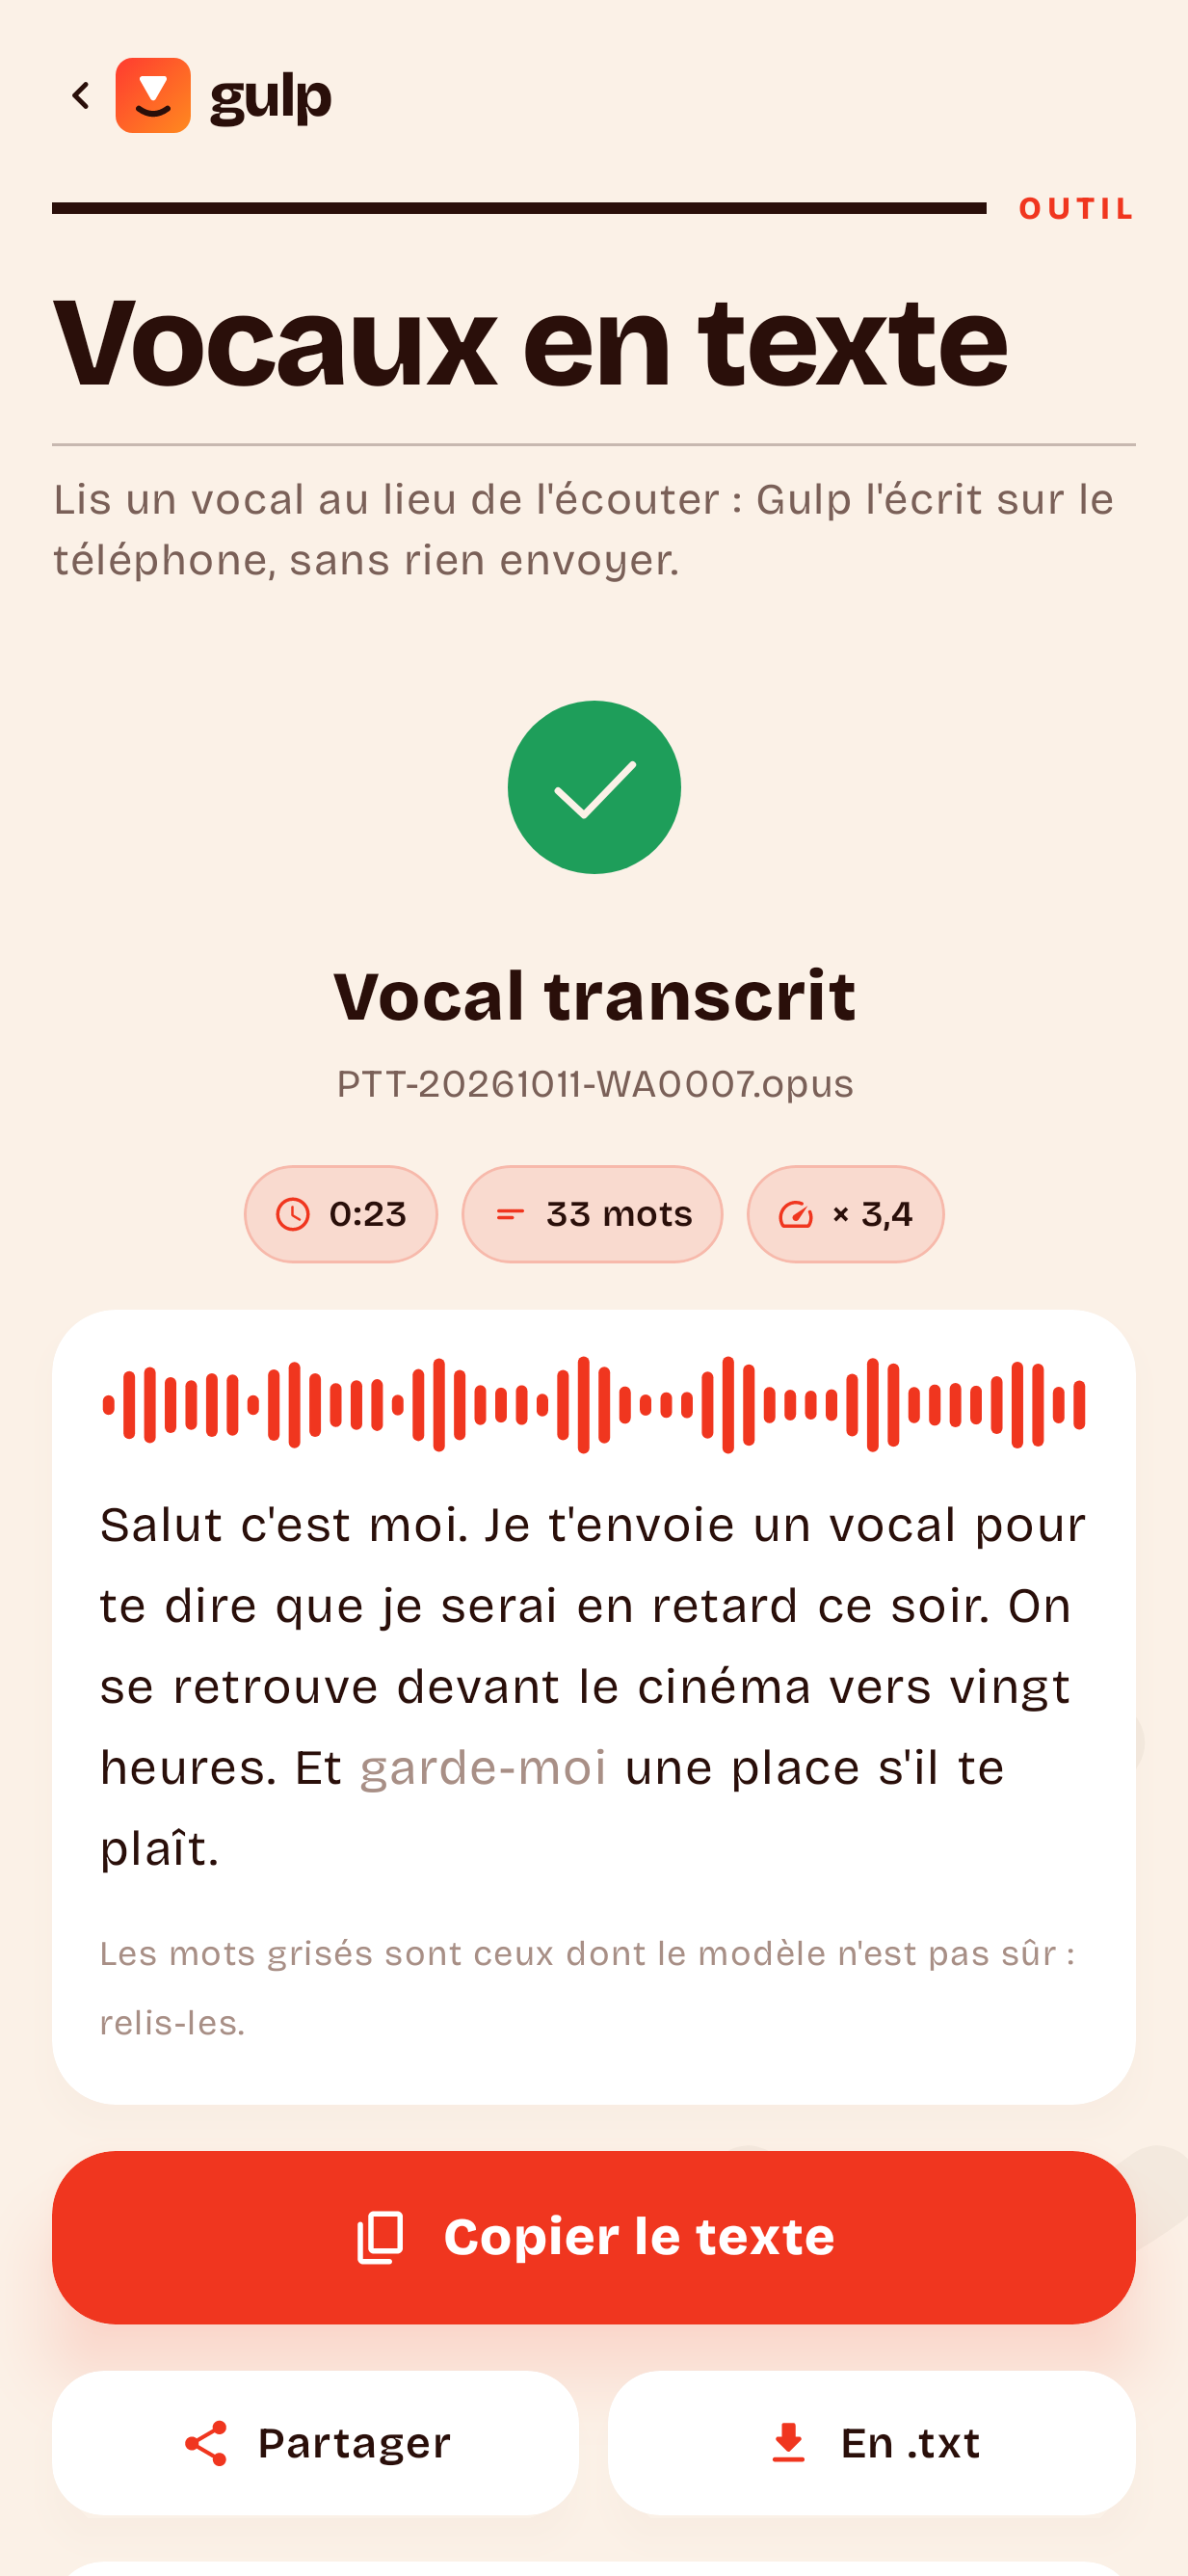 gulp
OUTIL
Vocaux en texte
Lis un vocal au lieu de l'écouter : Gulp l'écrit sur le
téléphone, sans rien envoyer.
Vocal transcrit
PTT-20261011-WA0007.opus
0:23
33 mots
× 3,4
Salut c'est moi. Je t'envoie un vocal pour
te dire que je serai en retard ce soir. On
se retrouve devant le cinéma vers vingt
heures. Et garde-moi une place s'il te
plaît.
Les mots grisés sont ceux dont le modèle n'est pas sûr :
relis-les.
Copier le texte
Partager
En .txt